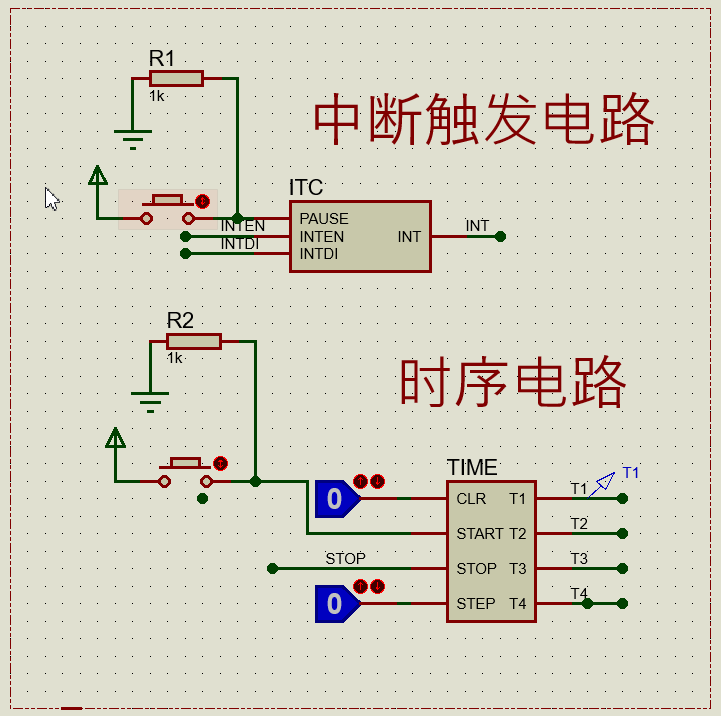 R1
1k
中断触发电路
ITC
PAUSE
INTEN
INTEN
INT
INT
INTDI
INTDI
R2
1k
时序电路
TIME
0
CLR
T1
T1
T1
START
T2
T2
STOP
STOP
T3
T3
0
STEP
T4
T4